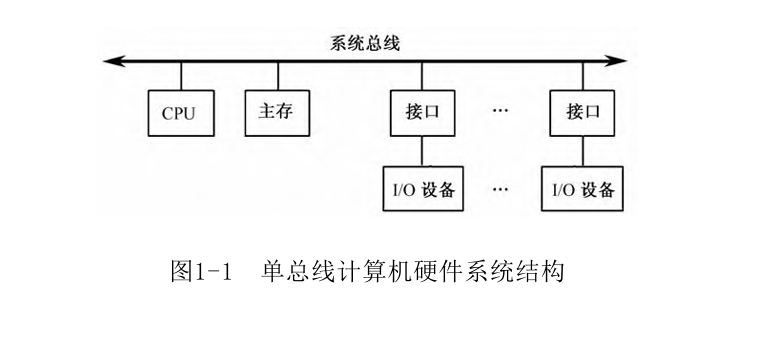 系统总线
CPU 主存 接口 … 接口
I/O 设备 … I/O 设备
图1-1 单总线计算机硬件系统结构